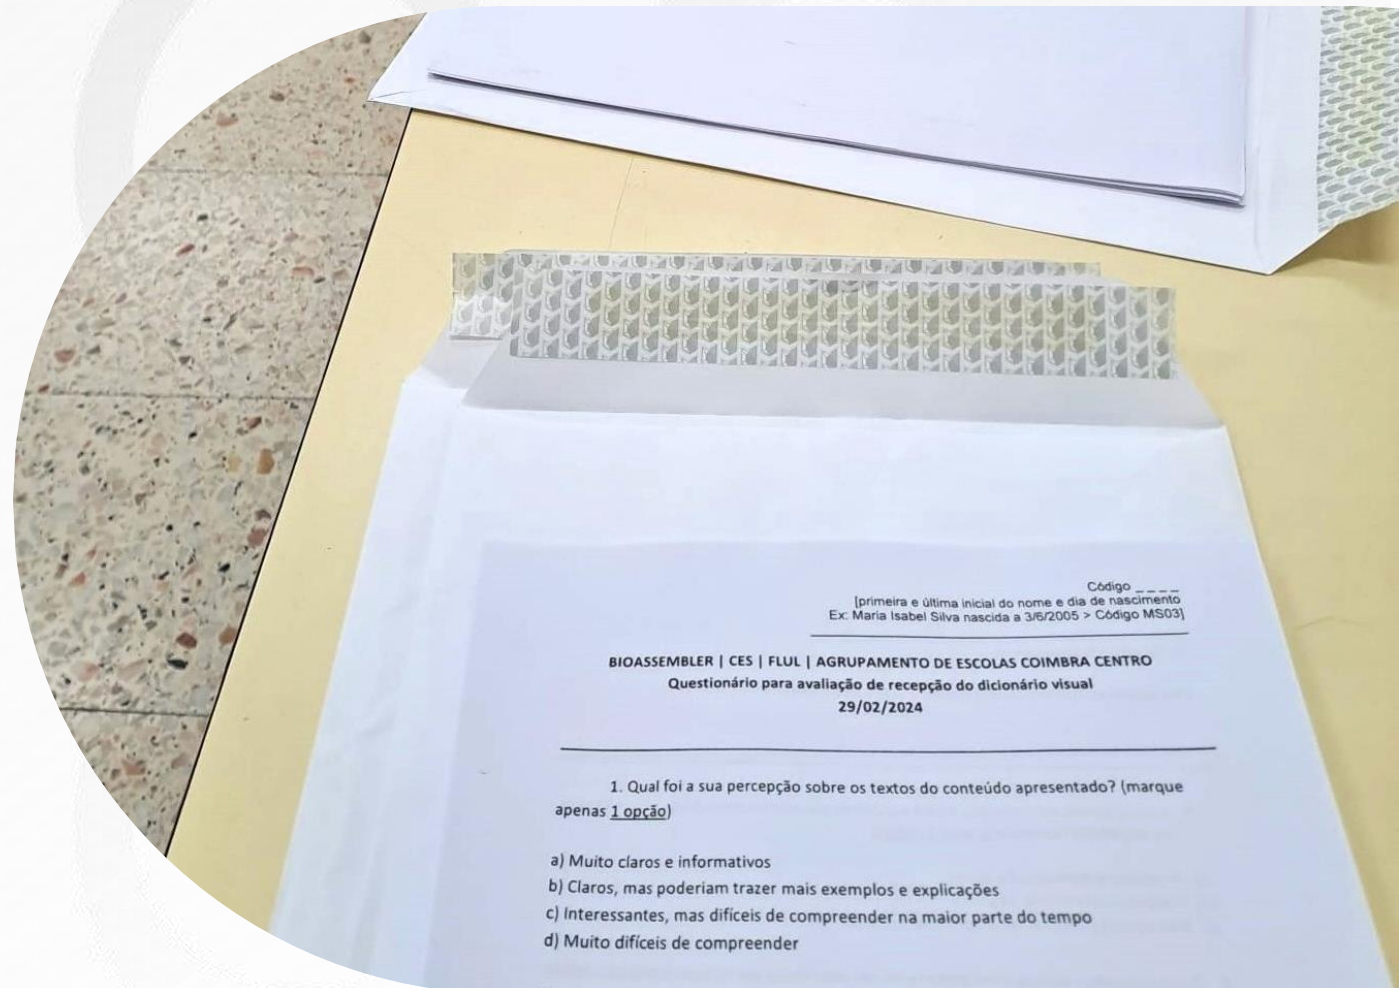 Código _ _ _ _
[primeira e última inicial do nome e dia de nascimento
Ex: Maria Isabel Silva nascida a 3/6/2005 > Código MS03]
BIOASSEMBLER | CES | FLUL | AGRUPAMENTO DE ESCOLAS COIMBRA CENTRO
Questionário para avaliação de recepção do dicionário visual
29/02/2024
1. Qual foi a sua percepção sobre os textos do conteúdo apresentado? (marque
apenas 1 opção)
a) Muito claros e informativos
b) Claros, mas poderiam trazer mais exemplos e explicações
c) Interessantes, mas difíceis de compreender na maior parte do tempo
d) Muito difíceis de compreender